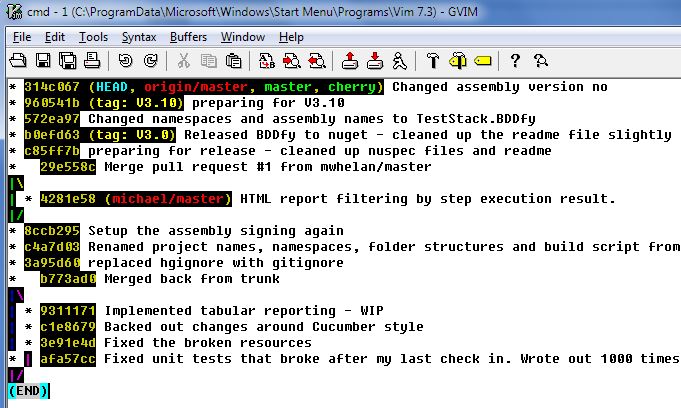 cmd - 1 (C:\ProgramData\Microsoft\Windows\Start Menu\Programs\Vim 7.3) - GVIM
File Edit Tools Syntax Buffers Window Help
* 314c067 (HEAD, origin/master, master, cherry) Changed assembly version no
* 960541b (tag: V3.10) preparing for V3.10
* 572ea97 Changed namespaces and assembly names to TestStack.BDDfy
* b0efd63 (tag: V3.0) Released BDDfy to nuget - cleaned up the readme file slightly
* c85ff7b preparing for release - cleaned up nuspec files and readme
* 29e558c Merge pull request #1 from mwhelan/master
|\
| * 4281e58 (michael/master) HTML report filtering by step execution result.
|/
* 8ccb295 Setup the assembly signing again
* c4a7d03 Renamed project names, namespaces, folder structures and build script from
* 3a95d60 replaced hgignore with gitignore
* b773ad0 Merged back from trunk
|\
| * 9311171 Implemented tabular reporting - WIP
| * c1e8679 Backed out changes around Cucumber style
| * 3e91e4d Fixed the broken resources
* | afa57cc Fixed unit tests that broke after my last check in. Wrote out 1000 times
|/
(END)